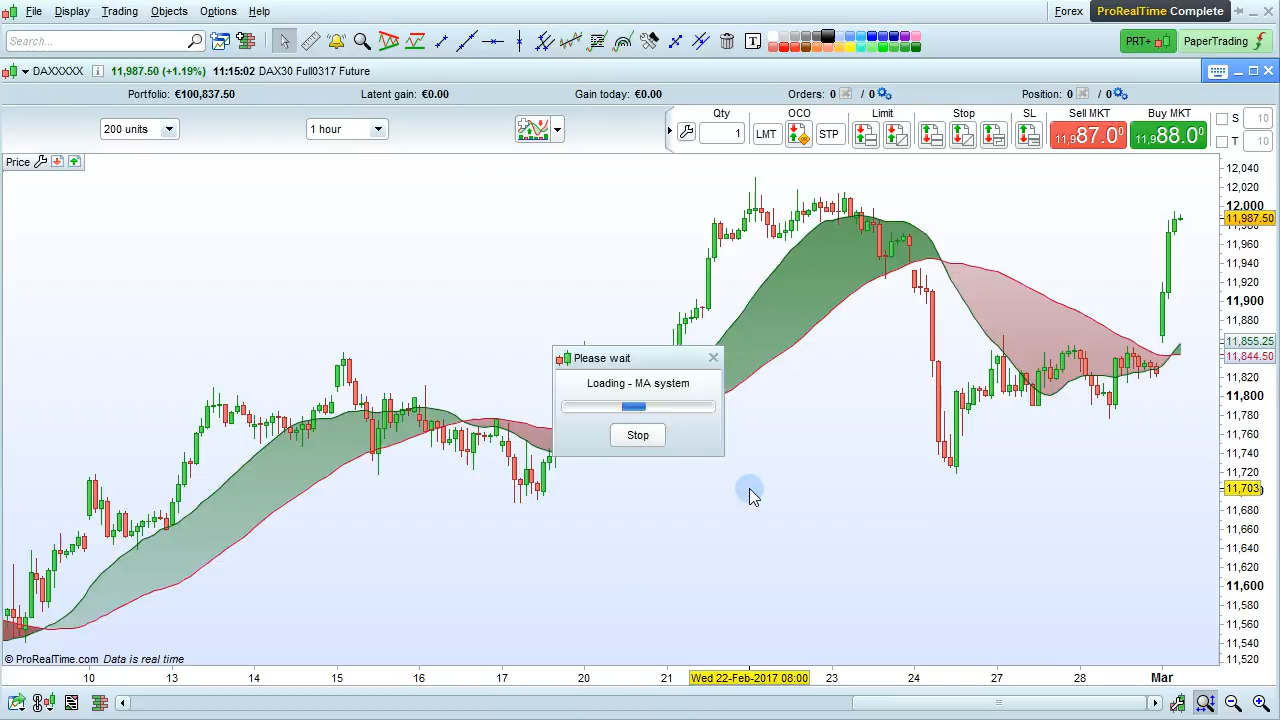 File Display Trading Objects Options Help Forex ProRealTime Complete
Search... T PRT+ PaperTrading
DAXXXXX i 11,987.50 (+1.19%) 11:15:02 DAX30 Full0317 Future
Portfolio: €100,837.50 Latent gain: €0.00 Gain today: €0.00 Orders: 0 / 0 Position: 0 / 0
Qty OCO Limit Stop SL Sell MKT Buy MKT
200 units 1 hour 1 LMT STP 11,987.00 11,988.00
S 10
T 10
Price
12,040
12,020
12,000
11,987.50
11,960
11,940
11,920
11,900
11,880
11,855.25
11,844.50
11,820
11,800
11,780
11,760
11,740
11,720
11,703
11,680
11,660
11,640
11,620
11,600
11,580
11,560
11,540
11,520
Please wait
Loading - MA system
Stop
© ProRealTime.com Data is real time
10 13 14 15 16 17 20 21 Wed 22-Feb-2017 08:00 23 24 27 28 Mar